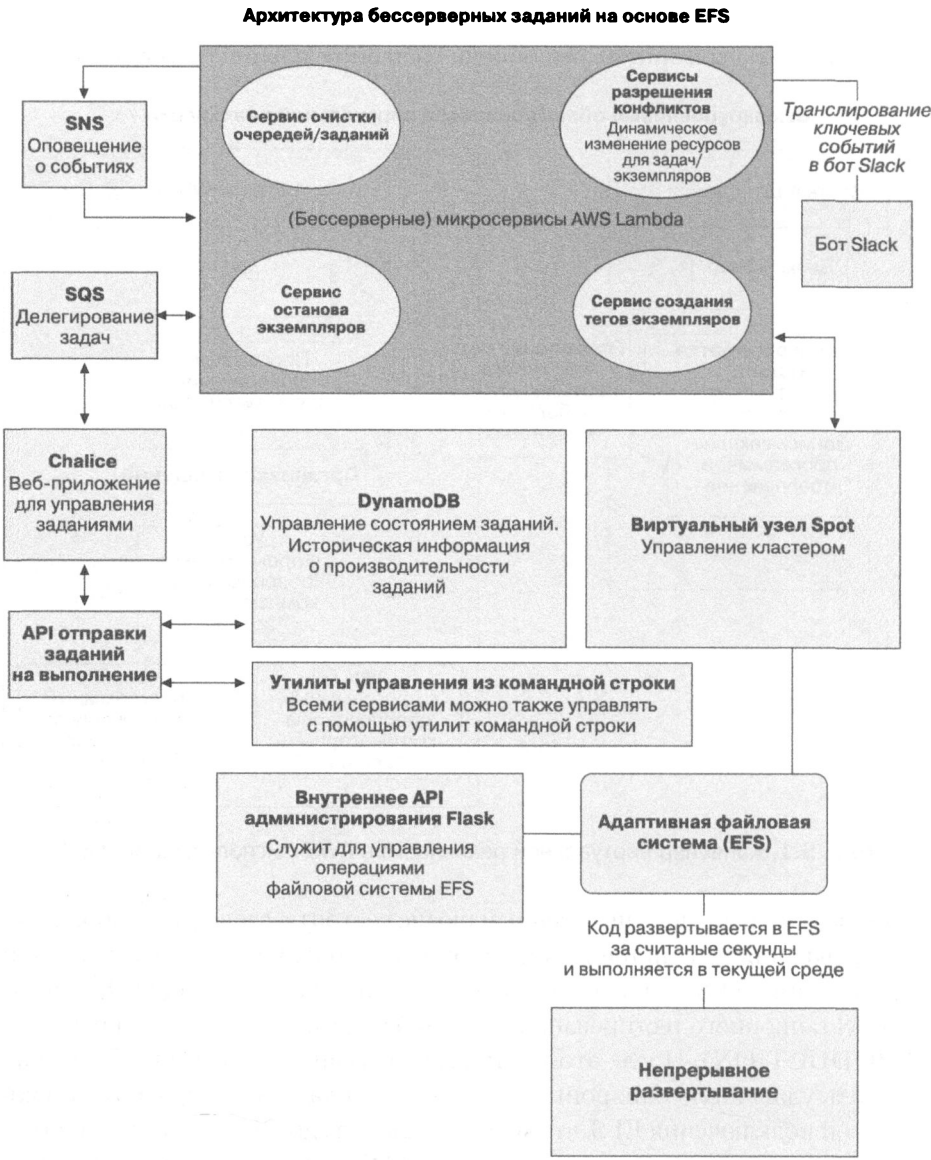 Архитектура бессерверных заданий на основе EFS
SNS
Оповещение
о событиях
Сервис очистки
очередей/заданий
Сервисы
разрешения
конфликтов
Динамическое
изменение ресурсов
для задач/
экземпляров
Транслирование
ключевых
событий
в бот Slack
(Бессерверные) микросервисы AWS Lambda
Бот Slack
SQS
Делегирование
задач
Сервис
останова
экземпляров
Сервис создания
тегов экземпляров
Chalice
Веб-приложение
для управления
заданиями
DynamoDB
Управление состоянием заданий.
Историческая информация
о производительности
заданий
Виртуальный узел Spot
Управление кластером
API отправки
заданий
на выполнение
Утилиты управления из командной строки
Всеми сервисами можно также управлять
с помощью утилит командной строки
Внутреннее API
администрирования Flask
Служит для управления
операциями
файловой системы EFS
Адаптивная файловая
система (EFS)
Код развертывается в EFS
за считаные секунды
и выполняется в текущей среде
Непрерывное
развертывание